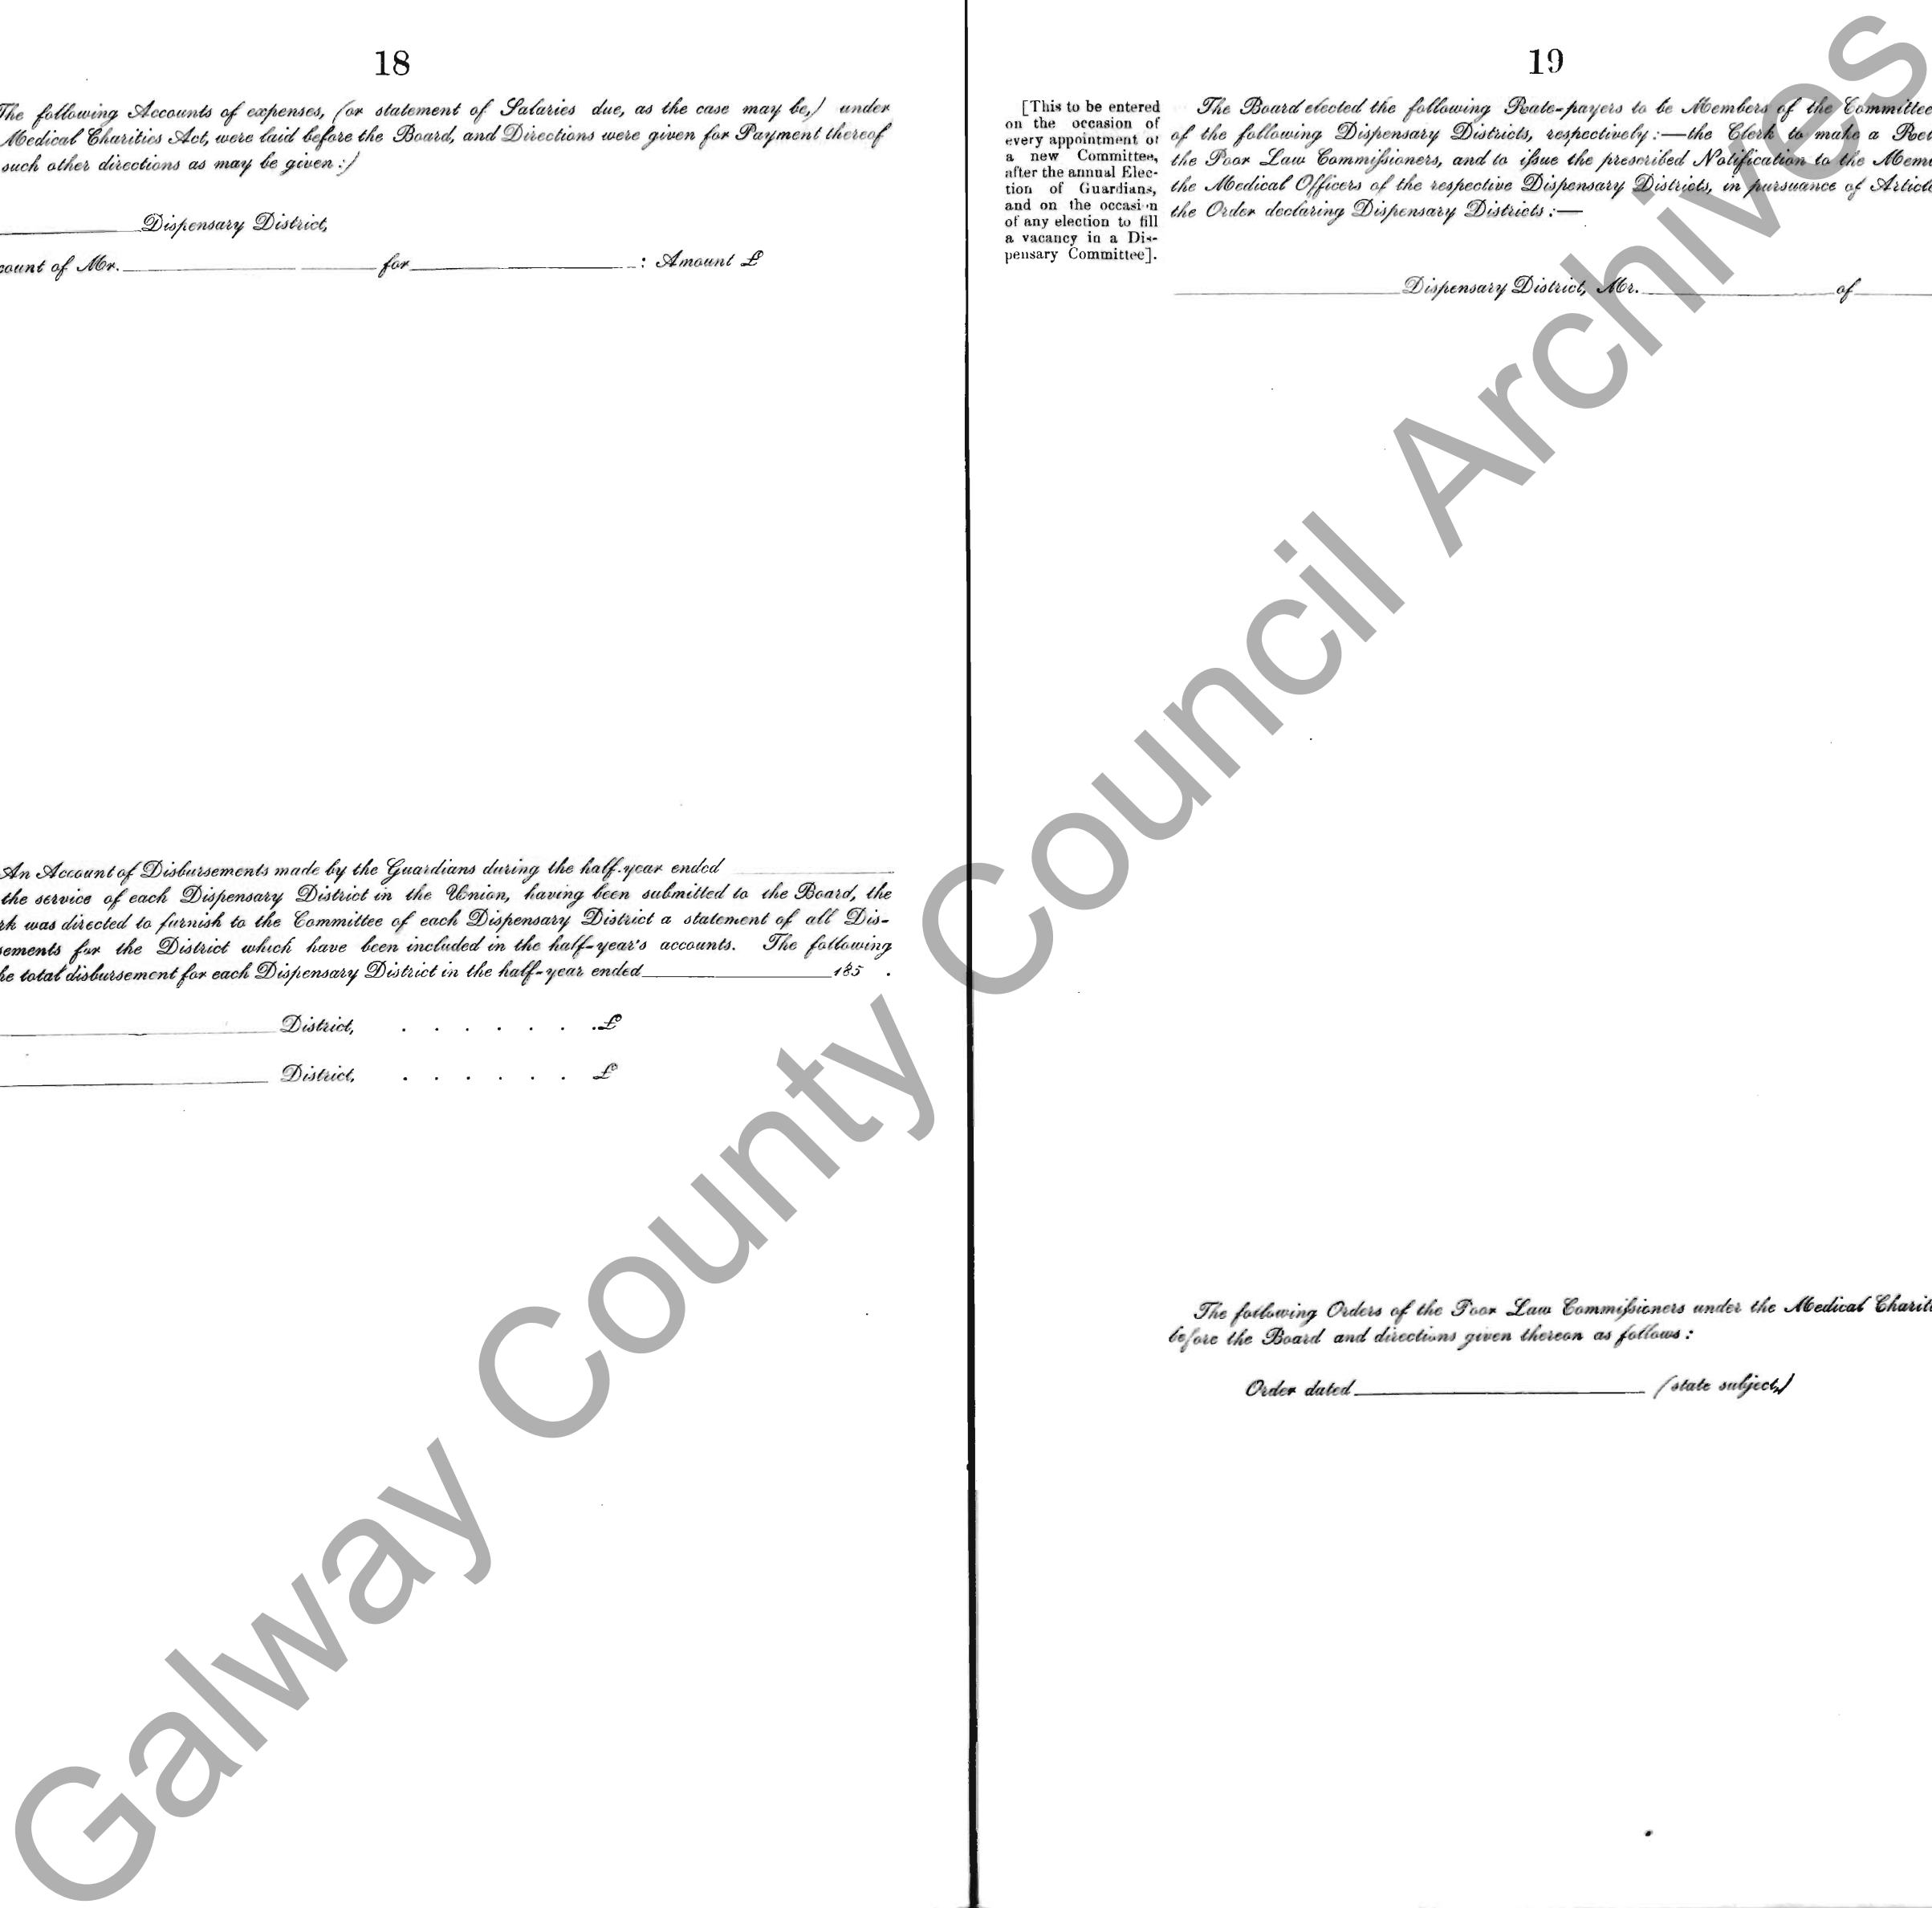 18
The following Accounts of expenses, (or statement of Salaries due, as the case may be,) under
Medical Charities Act, were laid before the Board, and Directions were given for Payment thereof
such other directions as may be given :)
Dispensary District,
count of Mr. for : Amount £
An Account of Disbursements made by the Guardians during the half-year ended
the service of each Dispensary District in the Union, having been submitted to the Board, the
rk was directed to furnish to the Committee of each Dispensary District a statement of all Dis-
sements for the District which have been included in the half-year's accounts. The following
he total disbursement for each Dispensary District in the half-year ended 185 .
District, . . . . . . £
District, . . . . . . £
19
[This to be entered
on the occasion of
every appointment of
a new Committee,
after the annual Elec-
tion of Guardians,
and on the occasion
of any election to fill
a vacancy in a Dis-
pensary Committee].
The Board elected the following Rate-payers to be Members of the Committee
of the following Dispensary Districts, respectively :—the Clerk to make a Ret
the Poor Law Commissioners, and to issue the prescribed Notification to the Mem
the Medical Officers of the respective Dispensary Districts, in pursuance of Article
the Order declaring Dispensary Districts :—
Dispensary District, Mr. of
The following Orders of the Poor Law Commissioners under the Medical Charit
before the Board and directions given thereon as follows :
Order dated (state subject,)
Galway County Council Archives